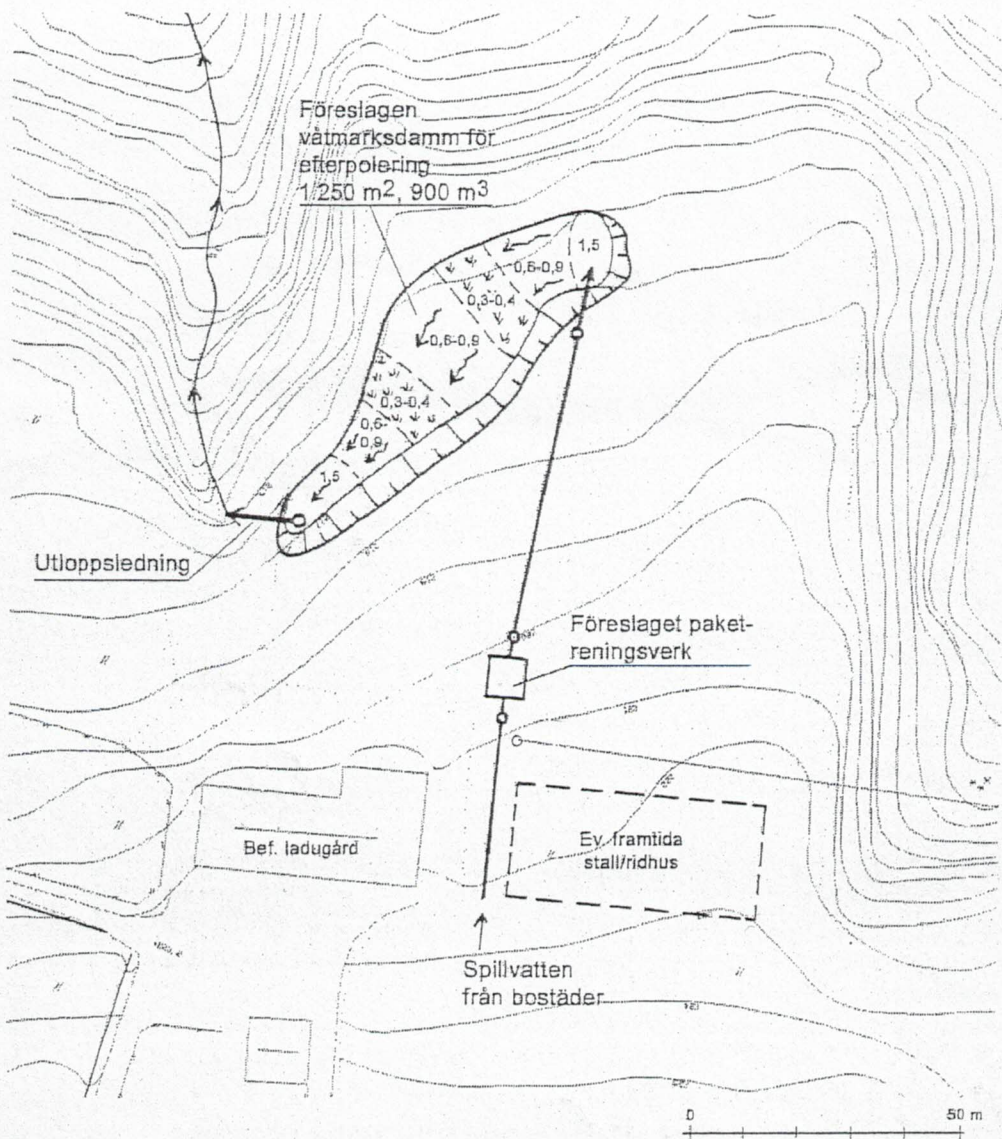 Föreslagen
våtmarksdamm för
efterpolering
1 250 m2, 900 m3
1,5
0,6-0,9
0,3-0,4
0,6-0,9
0,3-0,4
0,6-
0,9
1,5
Utloppsledning
Föreslaget paket-
reningsverk
Bef. ladugård
Ev. framtida
stall/ridhus
Spillvatten
från bostäder
0 50 m